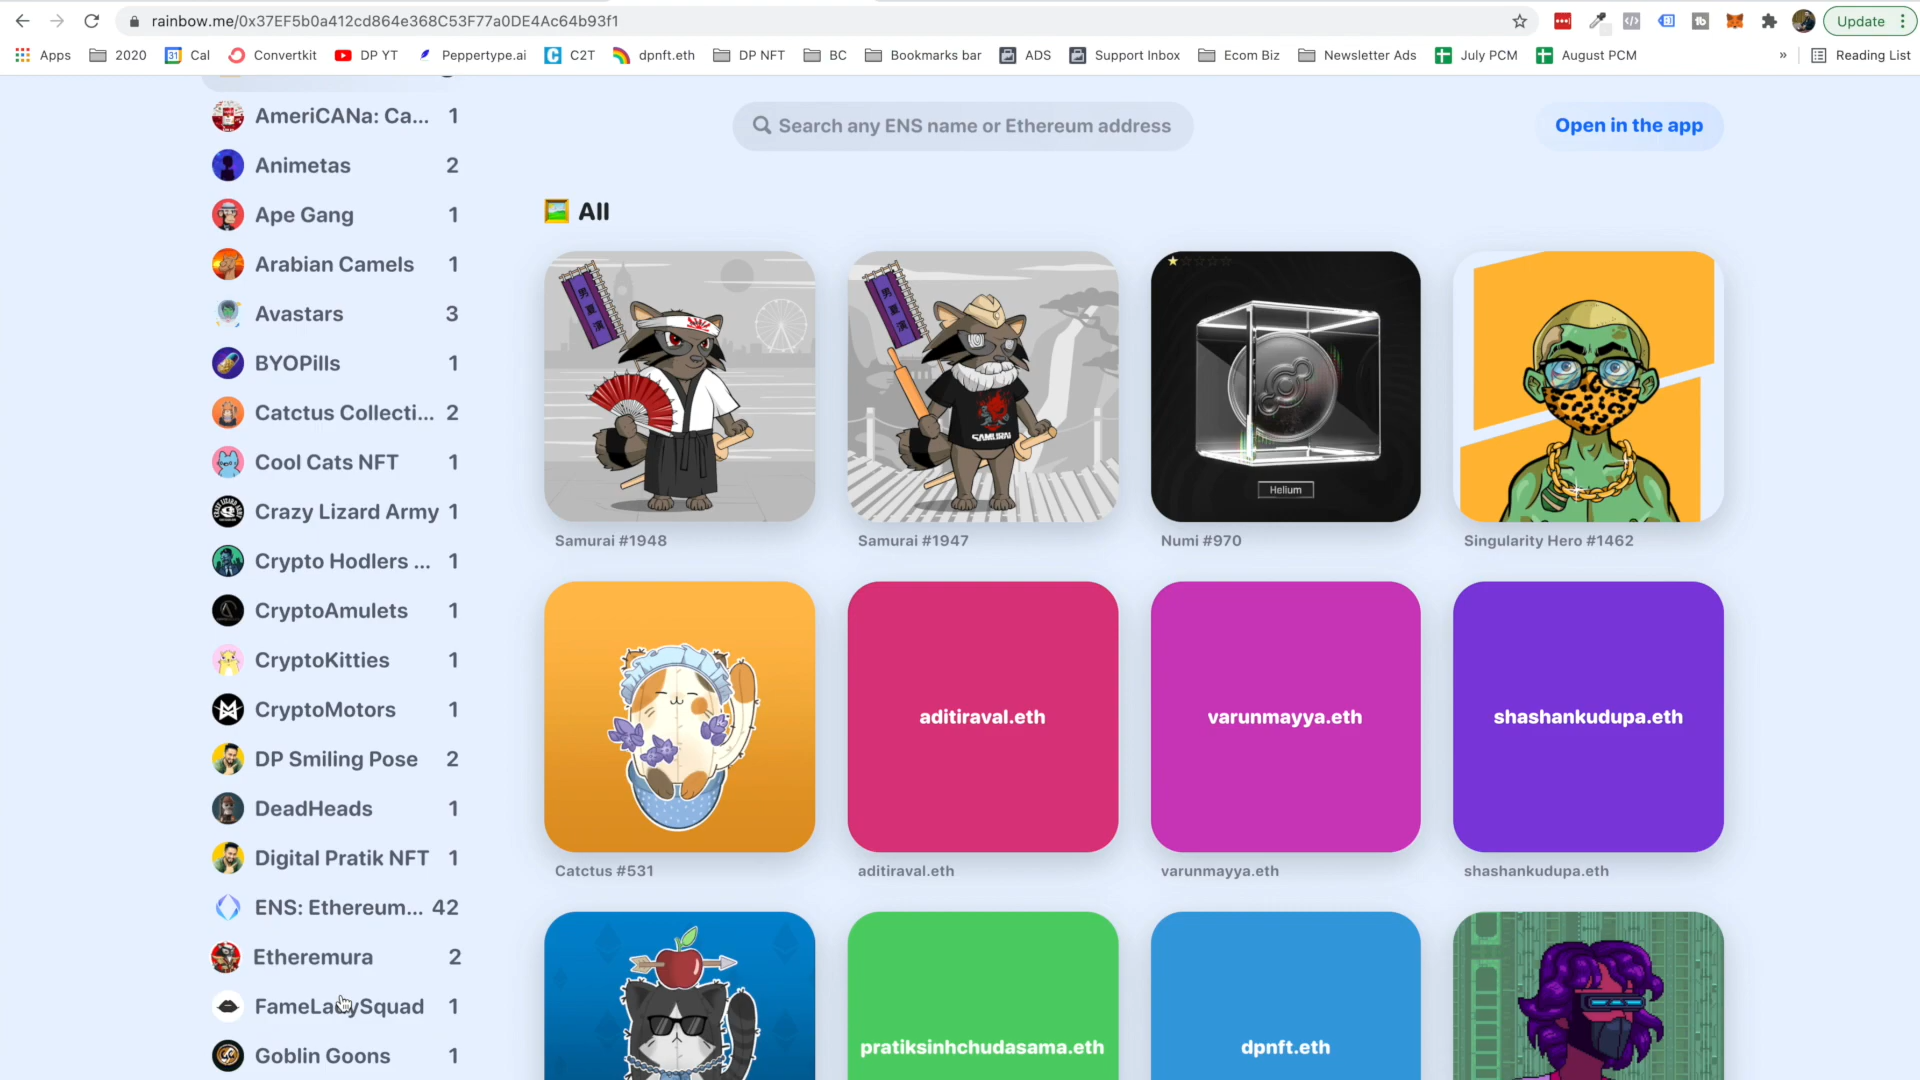 rainbow.me/0x37EF5b0a412cd864e368C53F77a0DE4Ac64b93f1
Update
Apps
2020
31
Cal
Convertkit
DP YT
Peppertype.ai
C2T
dpnft.eth
DP NFT
BC
Bookmarks bar
ADS
Support Inbox
Ecom Biz
Newsletter Ads
July PCM
August PCM
»
Reading List
AmeriCANa: Ca... 1
Animetas 2
Ape Gang 1
Arabian Camels 1
Avastars 3
BYOPills 1
Catctus Collecti... 2
Cool Cats NFT 1
Crazy Lizard Army 1
Crypto Hodlers ... 1
CryptoAmulets 1
CryptoKitties 1
CryptoMotors 1
DP Smiling Pose 2
DeadHeads 1
Digital Pratik NFT 1
ENS: Ethereum... 42
Etheremura 2
FameLadySquad 1
Goblin Goons 1
Search any ENS name or Ethereum address
Open in the app
All
SAMURAI
Helium
Samurai #1948
Samurai #1947
Numi #970
Singularity Hero #1462
aditiraval.eth
varunmayya.eth
shashankudupa.eth
Catctus #531
aditiraval.eth
varunmayya.eth
shashankudupa.eth
pratiksinhchudasama.eth
dpnft.eth